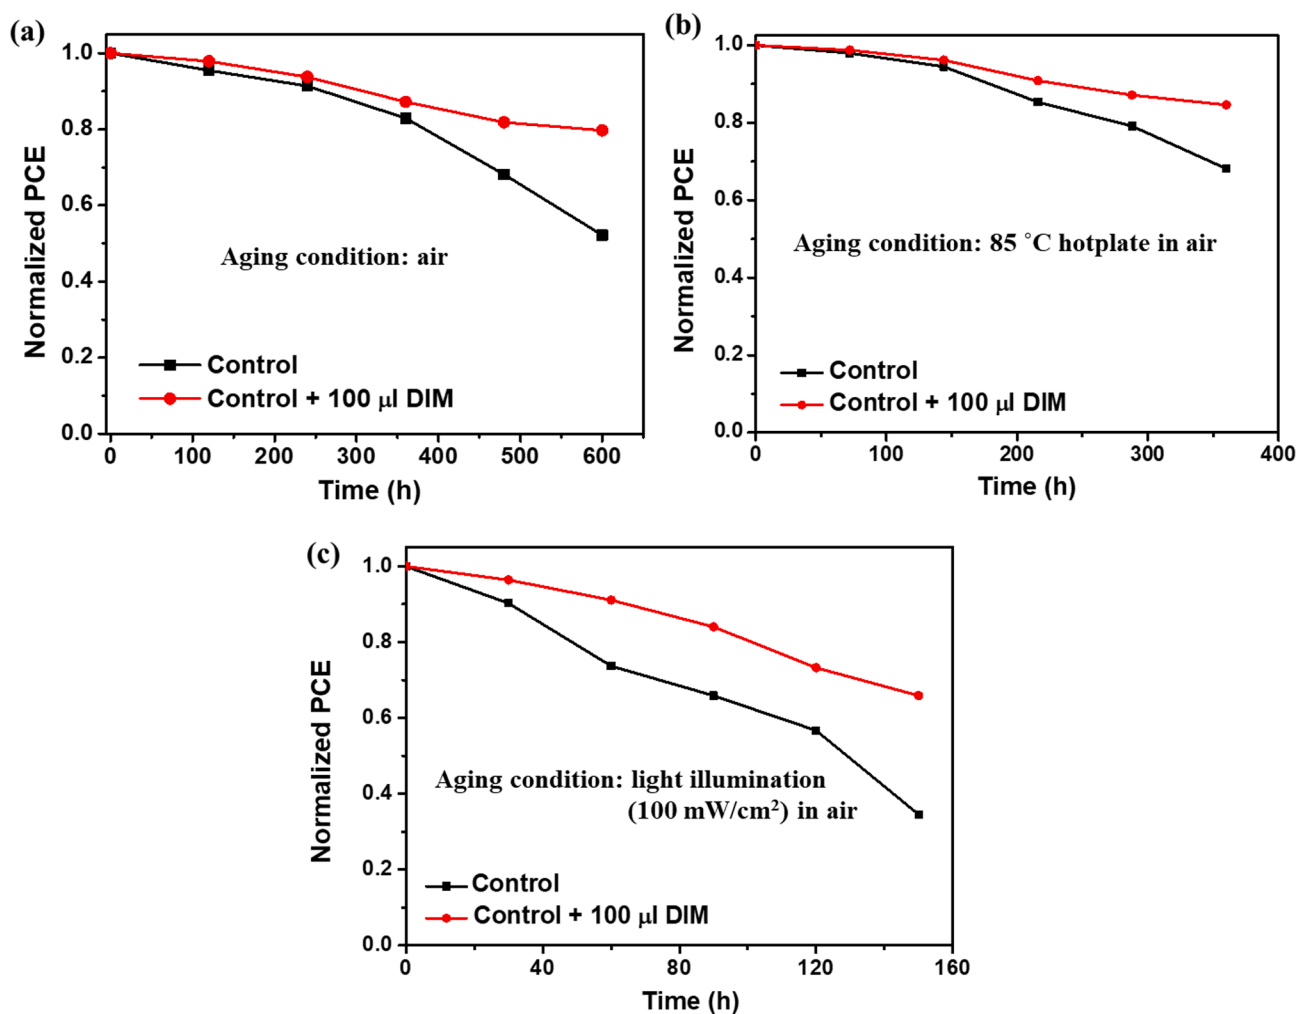 (a)
1.0
0.8
0.6
0.4
0.2
0.0
Normalized PCE
Aging condition: air
Control
Control + 100 μl DIM
0 100 200 300 400 500 600
Time (h)
(b)
1.0
0.8
0.6
0.4
0.2
0.0
Normalized PCE
Aging condition: 85 °C hotplate in air
Control
Control + 100 μl DIM
0 100 200 300 400
Time (h)
(c)
1.0
0.8
0.6
0.4
0.2
0.0
Normalized PCE
Aging condition: light illumination
(100 mW/cm²) in air
Control
Control + 100 μl DIM
0 40 80 120 160
Time (h)